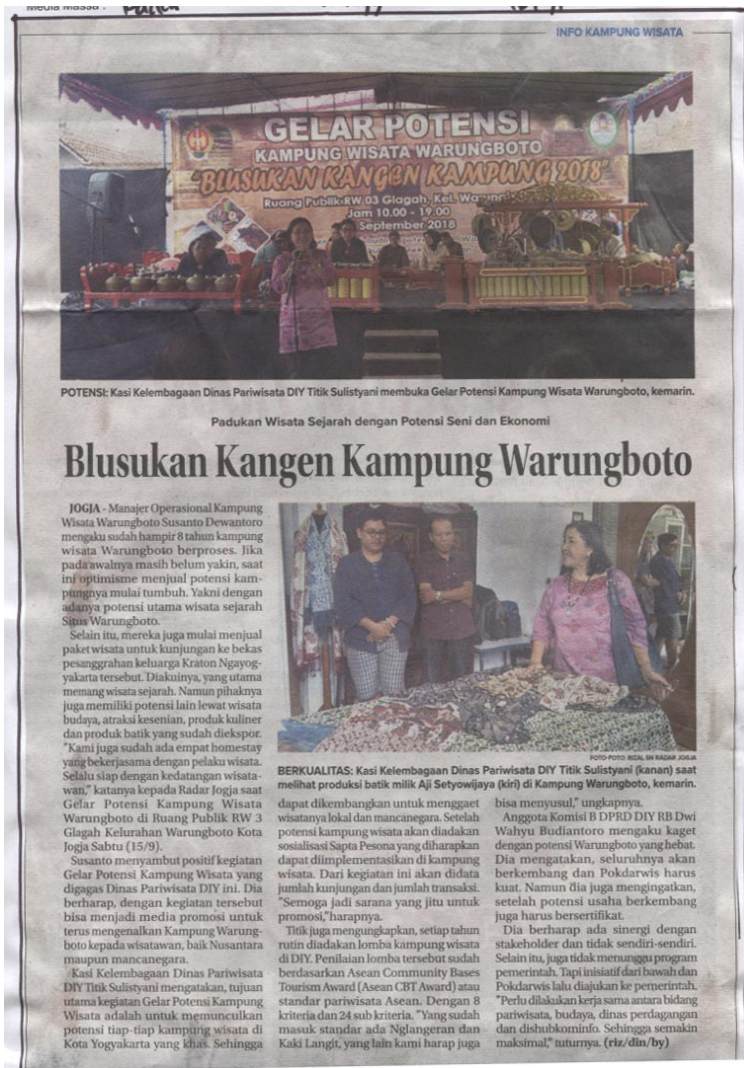 Media Massa :
INFO KAMPUNG WISATA
GELAR POTENSI
KAMPUNG WISATA WARUNGBOTO
"BLUSUKAN KANGEN KAMPUNG 2018"
Ruang Publik RW 03 Glagah, Kel.
Jam 10.00 - 19.00
September 2018
POTENSI: Kasi Kelembagaan Dinas Pariwisata DIY Titik Sulistyani membuka Gelar Potensi Kampung Wisata Warungboto, kemarin.
Padukan Wisata Sejarah dengan Potensi Seni dan Ekonomi
Blusukan Kangen Kampung Warungboto
JOGJA - Manajer Operasional Kampung
Wisata Warungboto Susanto Dewantoro
mengaku sudah hampir 8 tahun kampung
wisata Warungboto berproses. Jika
pada awalnya masih belum yakin, saat
ini optimisme menjual potensi kam-
pungnya mulai tumbuh. Yakni dengan
adanya potensi utama wisata sejarah
Situs Warungboto.
Selain itu, mereka juga mulai menjual
paket wisata untuk kunjungan ke bekas
pesanggrahan keluarga Kraton Ngayog-
yakarta tersebut. Diakuinya, yang utama
memang wisata sejarah. Namun pihaknya
juga memiliki potensi lain lewat wisata
budaya, atraksi kesenian, produk kuliner
dan produk batik yang sudah diekspor.
"Kami juga sudah ada empat homestay
yang bekerjasama dengan pelaku wisata.
Selalu siap dengan kedatangan wisata-
wan," katanya kepada Radar Jogja saat
Gelar Potensi Kampung Wisata
Warungboto di Ruang Publik RW 3
Glagah Kelurahan Warungboto Kota
Jogja Sabtu (15/9).
Susanto menyambut positif kegiatan
Gelar Potensi Kampung Wisata yang
digagas Dinas Pariwisata DIY ini. Dia
berharap, dengan kegiatan tersebut
bisa menjadi media promosi untuk
terus mengenalkan Kampung Warung-
boto kepada wisatawan, baik Nusantara
maupun mancanegara.
Kasi Kelembagaan Dinas Pariwisata
DIY Titik Sulistyani mengatakan, tujuan
utama kegiatan Gelar Potensi Kampung
Wisata adalah untuk memunculkan
potensi tiap-tiap kampung wisata di
Kota Yogyakarta yang khas. Sehingga
FOTO-FOTO: RIZAL SN RADAR JOGJA
BERKUALITAS: Kasi Kelembagaan Dinas Pariwisata DIY Titik Sulistyani (kanan) saat
melihat produksi batik milik Aji Setyowijaya (kiri) di Kampung Warungboto, kemarin.
dapat dikembangkan untuk menggaet
wisatanya lokal dan mancanegara. Setelah
potensi kampung wisata akan diadakan
sosialisasi Sapta Pesona yang diharapkan
dapat diimplementasikan di kampung
wisata. Dari kegiatan ini akan didata
jumlah kunjungan dan jumlah transaksi.
"Semoga jadi sarana yang jitu untuk
promosi,"harapnya.
Titik juga mengungkapkan, setiap tahun
rutin diadakan lomba kampung wisata
di DIY. Penilaian lomba tersebut sudah
berdasarkan Asean Community Bases
Tourism Award (Asean CBT Award) atau
standar pariwisata Asean. Dengan 8
kriteria dan 24 sub kriteria. "Yang sudah
masuk standar ada Nglangeran dan
Kaki Langit, yang lain kami harap juga
bisa menyusul," ungkapnya.
Anggota Komisi B DPRD DIY RB Dwi
Wahyu Budiantoro mengaku kaget
dengan potensi Warungboto yang hebat.
Dia mengatakan, seluruhnya akan
berkembang dan Pokdarwis harus
kuat. Namun dia juga mengingatkan,
setelah potensi usaha berkembang
juga harus bersertifikat.
Dia berharap ada sinergi dengan
stakeholder dan tidak sendiri-sendiri.
Selain itu, juga tidak menunggu program
pemerintah. Tapi inisiatif dari bawah dan
Pokdarwis lalu diajukan ke pemerintah.
"Perlu dilakukan kerja sama antara bidang
pariwisata, budaya, dinas perdagangan
dan dishubkominfo. Sehingga semakin
maksimal," tuturnya. (riz/din/by)